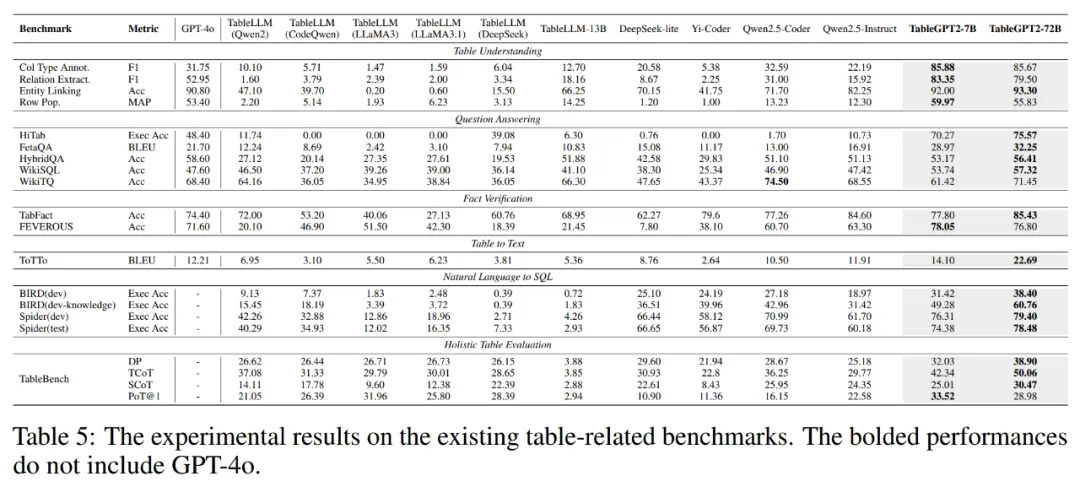 Benchmark Metric GPT-4o TableLLM (Qwen2) TableLLM (CodeQwen) TableLLM (LLaMA3) TableLLM (LLaMA3.1) TableLLM (DeepSeek) TableLLM-13B DeepSeek-lite Yi-Coder Qwen2.5-Coder Qwen2.5-Instruct TableGPT2-7B TableGPT2-72B
Table Understanding
Col Type Annot. F1 31.75 10.10 5.71 1.47 1.59 6.04 12.70 20.58 5.38 32.59 22.19 85.88 85.67
Relation Extract. F1 52.95 1.60 3.79 2.39 2.00 3.34 18.16 8.67 2.25 31.00 15.92 83.35 79.50
Entity Linking Acc 90.80 47.10 39.70 0.20 0.60 15.50 66.25 70.15 41.75 71.70 82.25 92.00 93.30
Row Pop. MAP 53.40 2.20 5.14 1.93 6.23 3.13 14.25 1.20 1.00 13.23 12.30 59.97 55.83
Question Answering
HiTab Exec Acc 48.40 11.74 0.00 0.00 0.00 39.08 6.30 0.76 0.00 1.70 10.73 70.27 75.57
FetaQA BLEU 21.70 12.24 8.69 2.42 3.10 7.94 10.83 15.08 11.17 13.00 16.91 28.97 32.25
HybridQA Acc 58.60 27.12 20.14 27.35 27.61 19.53 51.88 42.58 29.83 51.10 51.13 53.17 56.41
WikiSQL Acc 47.60 46.50 37.20 39.26 39.00 36.14 41.10 38.30 25.34 46.90 47.42 53.74 57.32
WikiTQ Acc 68.40 64.16 36.05 34.95 38.84 36.05 66.30 47.65 43.37 74.50 68.55 61.42 71.45
Fact Verification
TabFact Acc 74.40 72.00 53.20 40.06 27.13 60.76 68.95 62.27 79.6 77.26 84.60 77.80 85.43
FEVEROUS Acc 71.60 20.10 46.90 51.50 42.30 18.39 21.45 7.80 38.10 60.70 63.30 78.05 76.80
Table to Text
ToTTo BLEU 12.21 6.95 3.10 5.50 6.23 3.81 5.36 8.76 2.64 10.50 11.91 14.10 22.69
Natural Language to SQL
BIRD(dev) Exec Acc - 9.13 7.37 1.83 2.48 0.39 0.72 25.10 24.19 27.18 18.97 31.42 38.40
BIRD(dev-knowledge) Exec Acc - 15.45 18.19 3.39 3.72 0.39 1.83 36.51 39.96 42.96 31.42 49.28 60.76
Spider(dev) Exec Acc - 42.26 32.88 12.86 18.96 2.71 4.26 66.44 58.12 70.99 61.70 76.31 79.40
Spider(test) Exec Acc - 40.29 34.93 12.02 16.35 7.33 2.93 66.65 56.87 69.73 60.18 74.38 78.48
Holistic Table Evaluation
TableBench
DP - 26.62 26.44 26.71 26.73 26.15 3.88 29.60 21.94 28.67 25.18 32.03 38.90
TCoT - 37.08 31.33 29.79 30.01 28.65 3.85 30.93 22.8 36.25 29.77 42.34 50.06
SCoT - 14.11 17.78 9.60 12.38 22.39 2.88 22.61 8.43 25.95 24.35 25.01 30.47
PoT@1 - 21.05 26.39 31.96 25.80 28.39 2.94 10.90 11.36 16.15 22.58 33.52 28.98
Table 5: The experimental results on the existing table-related benchmarks. The bolded performances
do not include GPT-4o.